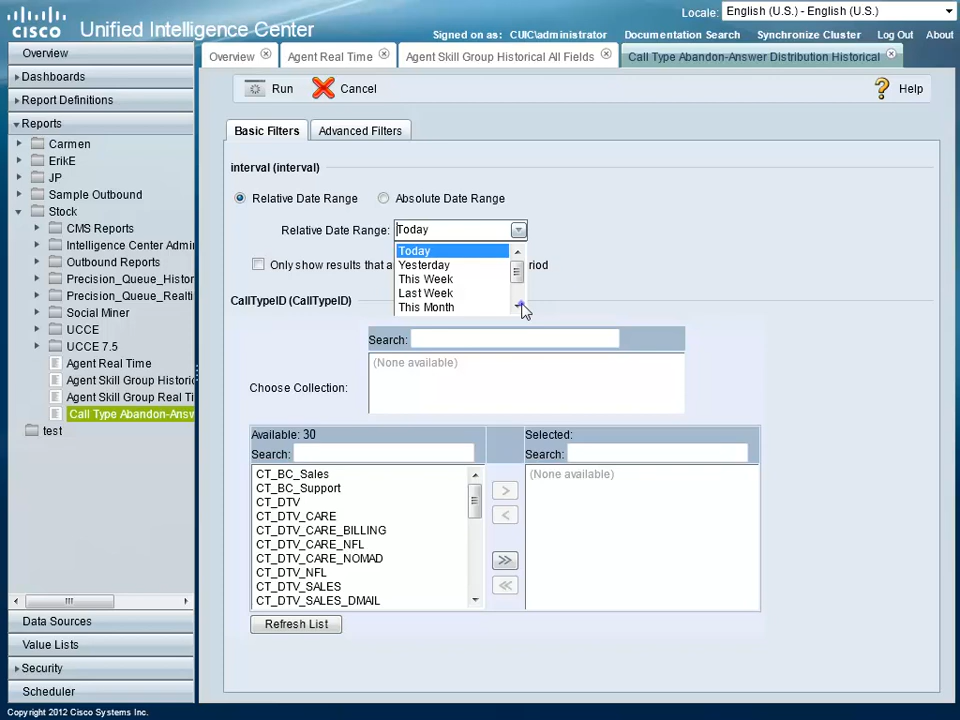 Locale: English (U.S.) - English (U.S.)
CISCO Unified Intelligence Center
Signed on as: CUIC\administrator Documentation Search Synchronize Cluster Log Out About
Overview
Dashboards
Report Definitions
Reports
Carmen
ErikE
JP
Sample Outbound
Stock
CMS Reports
Intelligence Center Admi
Outbound Reports
Precision_Queue_Histor
Precision_Queue_Realti
Social Miner
UCCE
UCCE 7.5
Agent Real Time
Agent Skill Group Historic
Agent Skill Group Real Ti
Call Type Abandon-Answ
test
Data Sources
Value Lists
Security
Scheduler
Overview Agent Real Time Agent Skill Group Historical All Fields Call Type Abandon-Answer Distribution Historical
Run Cancel Help
Basic Filters Advanced Filters
interval (interval)
Relative Date Range Absolute Date Range
Relative Date Range: Today
Today
Yesterday
This Week
Last Week
This Month
Only show results that a
CallTypeID (CallTypeID)
Search:
(None available)
Choose Collection:
Available: 30
Search:
CT_BC_Sales
CT_BC_Support
CT_DTV
CT_DTV_CARE
CT_DTV_CARE_BILLING
CT_DTV_CARE_NFL
CT_DTV_CARE_NOMAD
CT_DTV_NFL
CT_DTV_SALES
CT_DTV_SALES_DMAIL
Selected:
Search:
(None available)
Refresh List
Copyright 2012 Cisco Systems Inc.